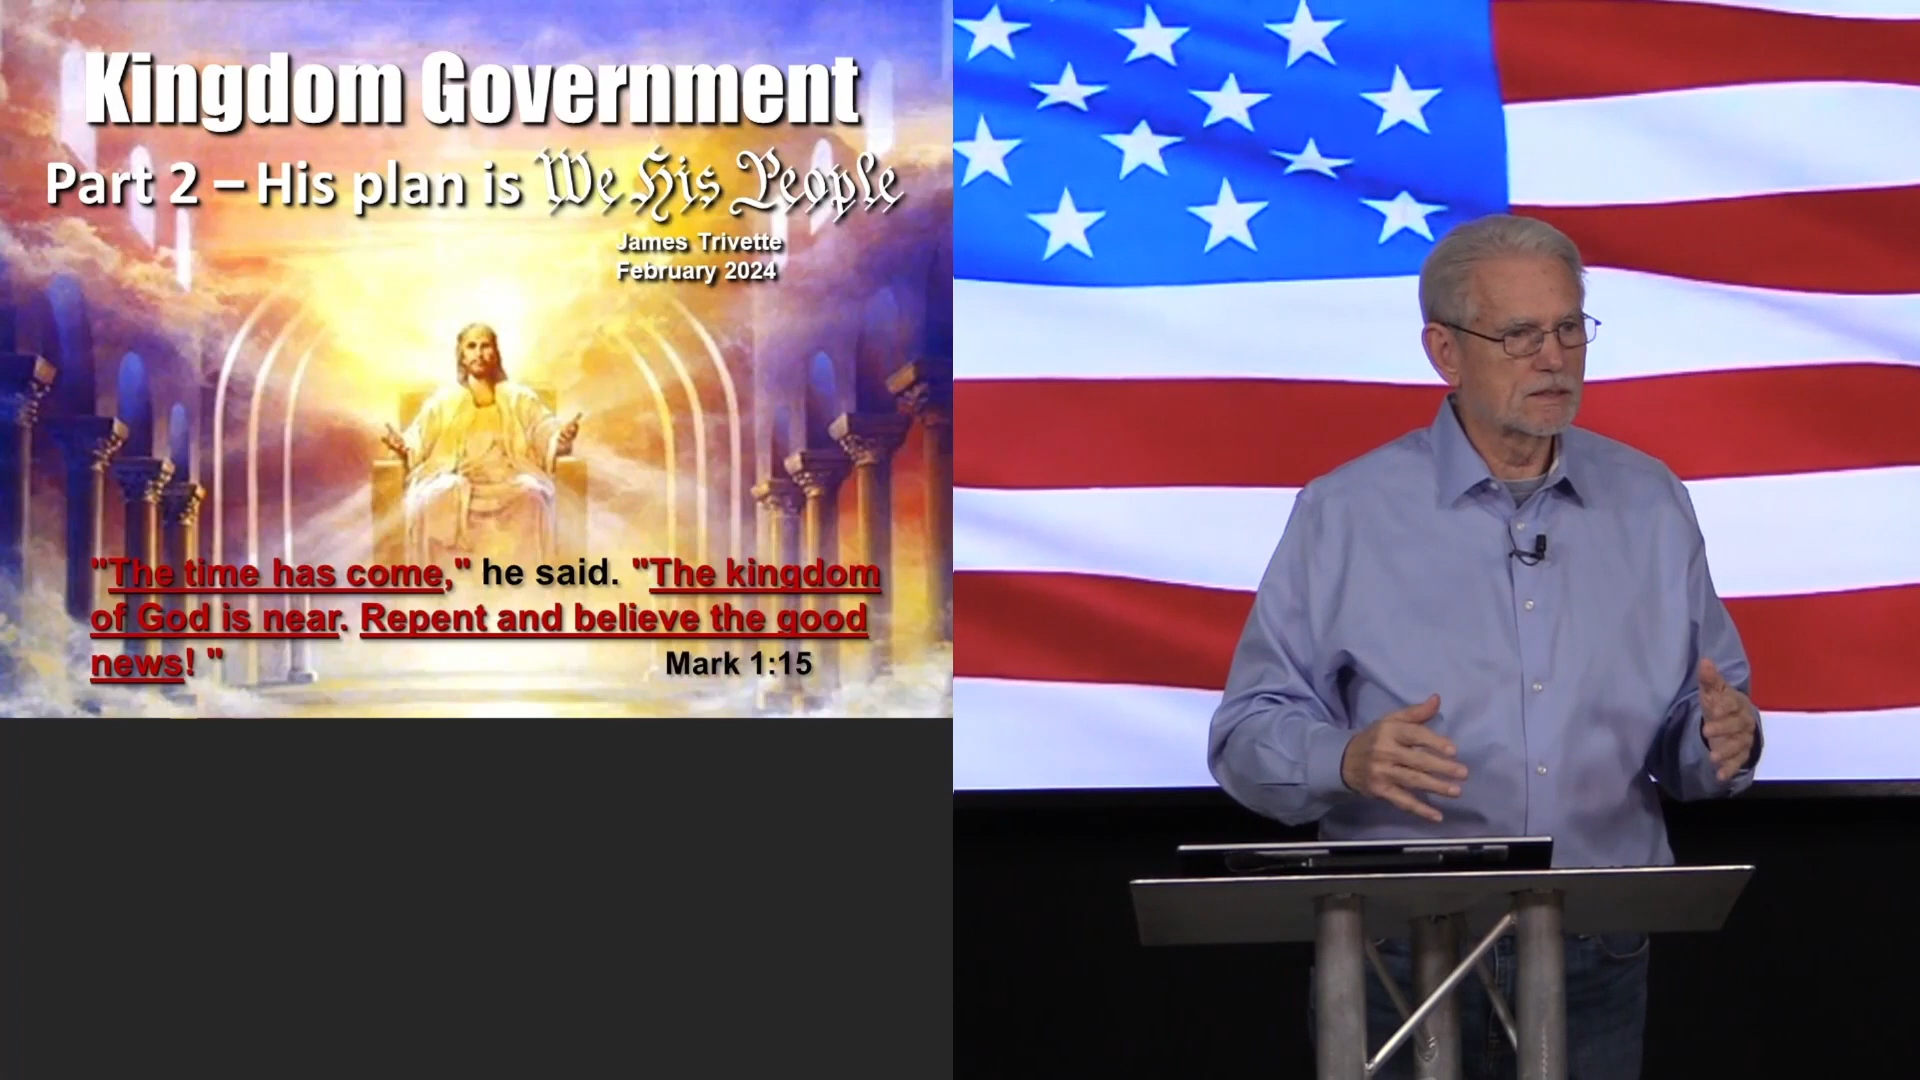 Kingdom Government
Part 2 – His plan is We His People
James Trivette
February 2024
"The time has come," he said. "The kingdom
of God is near. Repent and believe the good
news! "
Mark 1:15